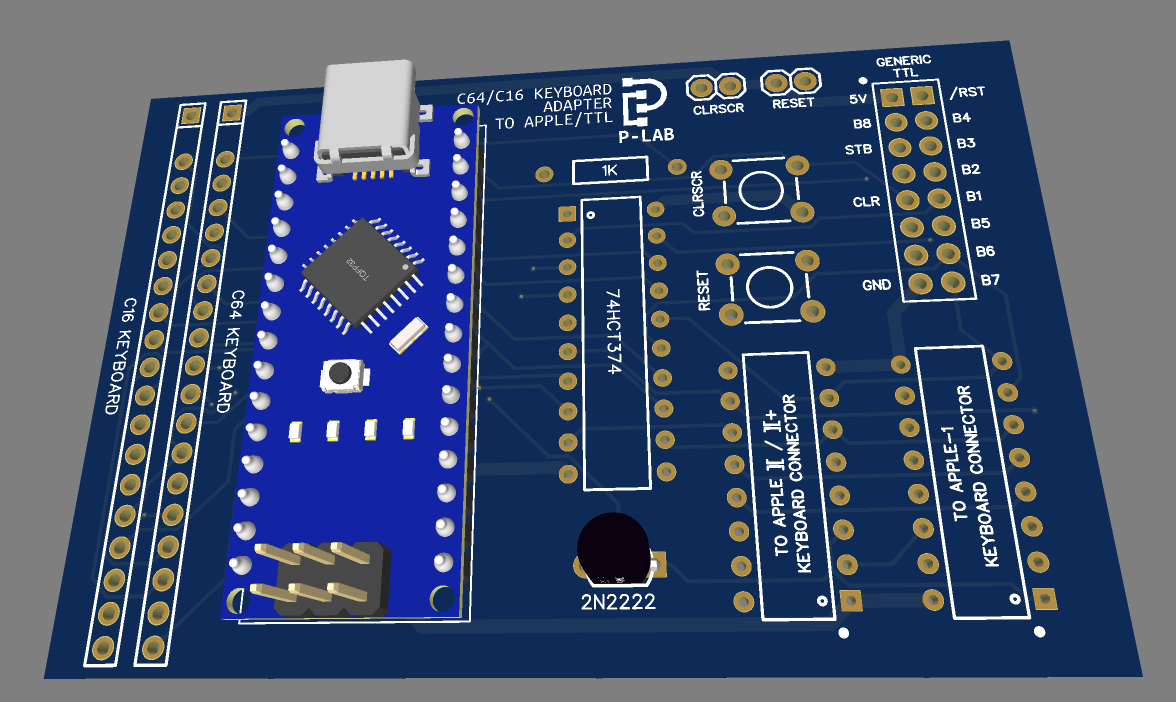 C64/C16 KEYBOARD
ADAPTER
TO APPLE/TTL
P-LAB
CLRSCR
RESET
GENERIC
TTL
5V
/RST
B8
B4
STB
B3
B2
CLR
B1
B5
B6
GND
B7
1K
CLRSCR
RESET
74HCT374
TQFP32
C16 KEYBOARD
C64 KEYBOARD
TO APPLE ][ / ][+
KEYBOARD CONNECTOR
TO APPLE-1
KEYBOARD CONNECTOR
2N2222